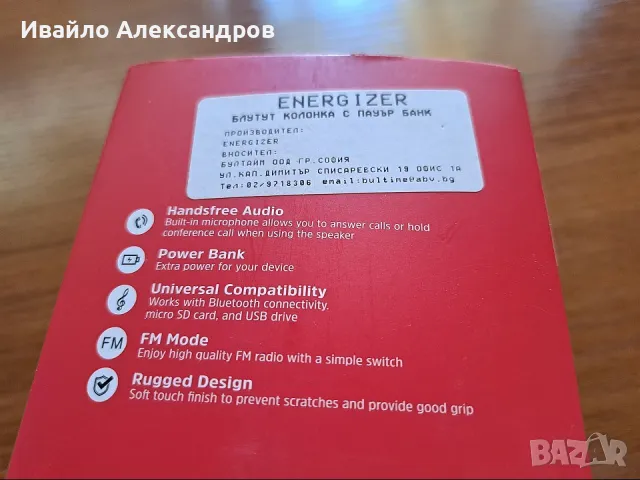 Ивайло Александров
ENERGIZER
БЛУТУТ КОЛОНКА С ПАУЪР БАНК
ПРОИЗВОДИТЕЛ:
ENERGIZER
ВНОСИТЕЛ:
БУЛТАЙМ ООД ГР.СОФИЯ
УЛ.КАП.ДИМИТЪР СПИСАРЕВСКИ 19 ОФИС 1А
Тел:02/9718306 email:bultime@abv.bg
Handsfree Audio
Built-in microphone allows you to answer calls or hold
conference call when using the speaker
Power Bank
Extra power for your device
Universal Compatibility
Works with Bluetooth connectivity,
micro SD card, and USB drive
FM
FM Mode
Enjoy high quality FM radio with a simple switch
Rugged Design
Soft touch finish to prevent scratches and provide good grip
BAZAR